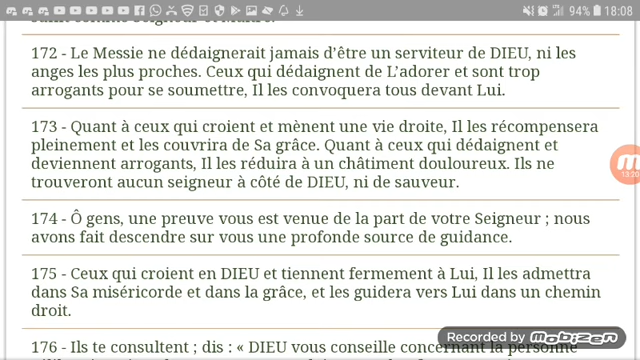 94% 18:08
172 - Le Messie ne dédaignerait jamais d'être un serviteur de DIEU, ni les
anges les plus proches. Ceux qui dédaignent de L'adorer et sont trop
arrogants pour se soumettre, Il les convoquera tous devant Lui.
173 - Quant à ceux qui croient et mènent une vie droite, Il les récompensera
pleinement et les couvrira de Sa grâce. Quant à ceux qui dédaignent et
deviennent arrogants, Il les réduira à un châtiment douloureux. Ils ne
trouveront aucun seigneur à côté de DIEU, ni de sauveur.
13:20
174 - Ô gens, une preuve vous est venue de la part de votre Seigneur ; nous
avons fait descendre sur vous une profonde source de guidance.
175 - Ceux qui croient en DIEU et tiennent fermement à Lui, Il les admettra
dans Sa miséricorde et dans la grâce, et les guidera vers Lui dans un chemin
droit.
Recorded by Mobizen
176 - Ils te consultent ; dis : « DIEU vous conseille concernant la personne